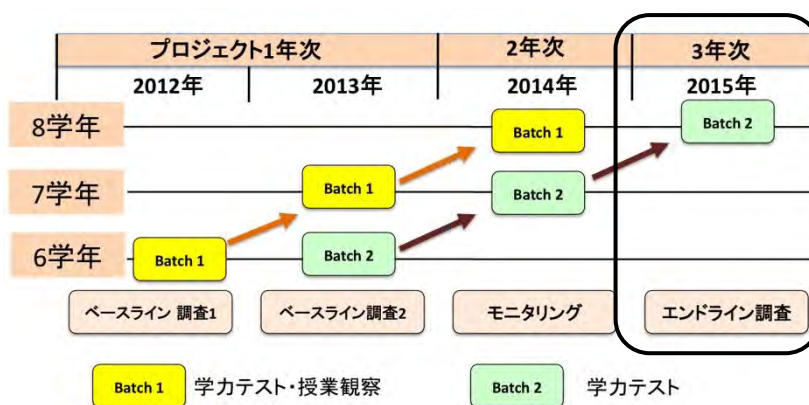 プロジェクト1年次 2年次 3年次
2012年 2013年 2014年 2015年
8学年 Batch 1 Batch 2
7学年 Batch 1 Batch 2
6学年 Batch 1 Batch 2
ベースライン 調査1 ベースライン調査2 モニタリング エンドライン調査
Batch 1 学力テスト・授業観察 Batch 2 学力テスト